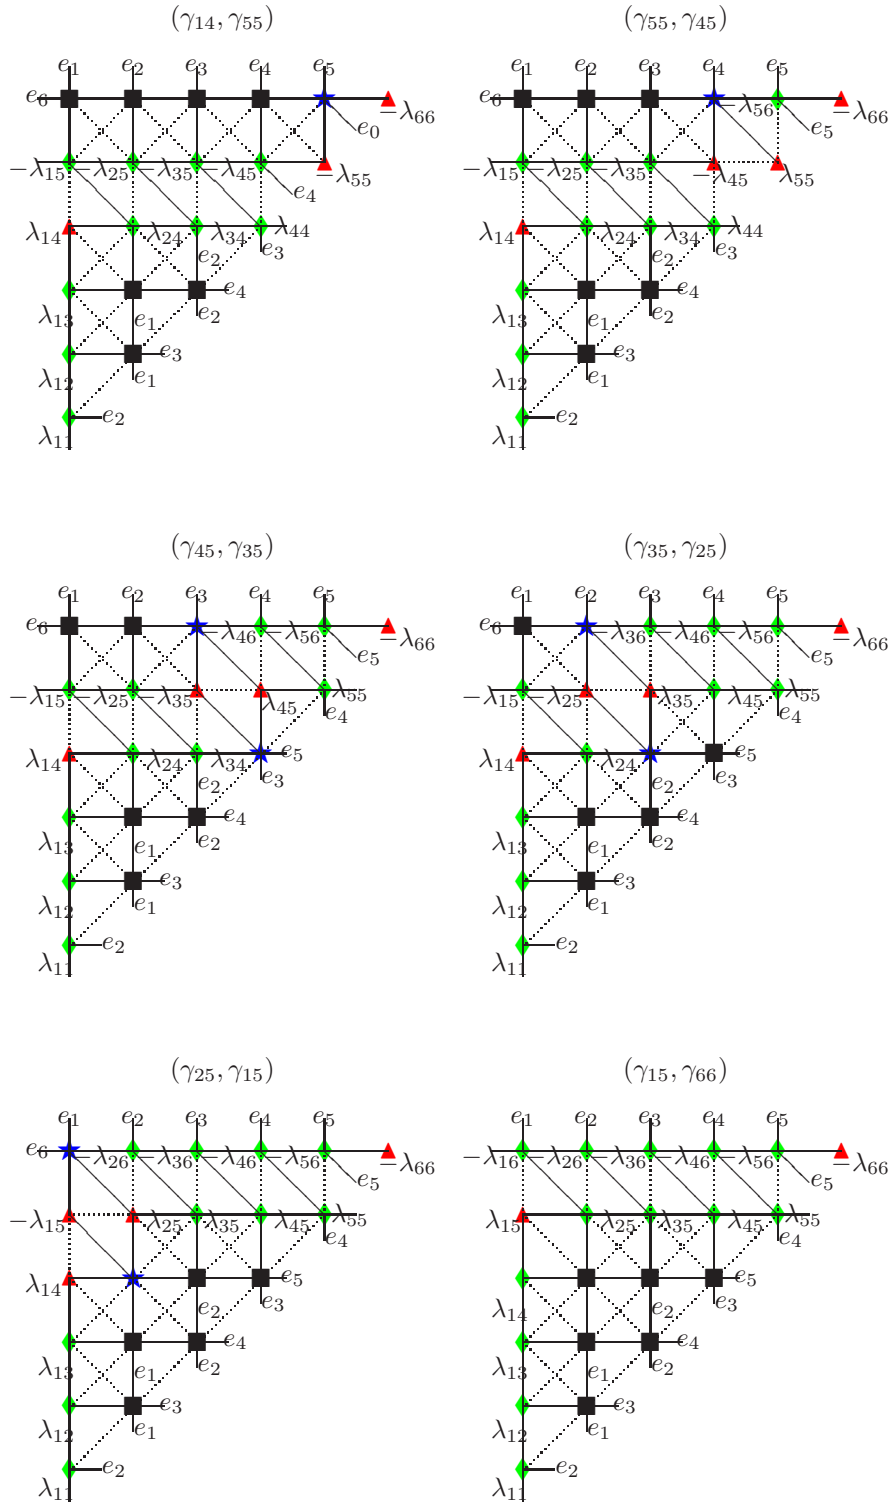 (γ₁₄, γ₅₅) (γ₅₅, γ₄₅)
e₁ e₂ e₃ e₄ e₅ e₁ e₂ e₃ e₄ e₅
e₆ −λ₆₆ e₆ −λ₅₆ −λ₆₆
e₀ e₅
−λ₁₅ −λ₂₅ −λ₃₅ −λ₄₅ −λ₅₅ −λ₁₅ −λ₂₅ −λ₃₅ −λ₄₅ λ₅₅
e₄
λ₁₄ λ₂₄ λ₃₄ λ₄₄ λ₁₄ λ₂₄ λ₃₄ λ₄₄
e₂ e₃ e₂ e₃
λ₁₃ e₁ e₂ e₄ λ₁₃ e₁ e₂ e₄
λ₁₂ e₁ e₃ λ₁₂ e₁ e₃
λ₁₁ e₂ λ₁₁ e₂
(γ₄₅, γ₃₅) (γ₃₅, γ₂₅)
e₁ e₂ e₃ e₄ e₅ e₁ e₂ e₃ e₄ e₅
e₆ −λ₄₆ −λ₅₆ −λ₆₆ e₆ −λ₃₆ −λ₄₆ −λ₅₆ −λ₆₆
e₅ e₅
−λ₁₅ −λ₂₅ −λ₃₅ λ₄₅ λ₅₅ −λ₁₅ −λ₂₅ λ₃₅ λ₄₅ λ₅₅
e₄ e₄
λ₁₄ λ₂₄ λ₃₄ e₅ λ₁₄ λ₂₄ e₅
e₂ e₃ e₂ e₃
λ₁₃ e₁ e₂ e₄ λ₁₃ e₁ e₂ e₄
λ₁₂ e₁ e₃ λ₁₂ e₁ e₃
λ₁₁ e₂ λ₁₁ e₂
(γ₂₅, γ₁₅) (γ₁₅, γ₆₆)
e₁ e₂ e₃ e₄ e₅ e₁ e₂ e₃ e₄ e₅
e₆ −λ₂₆ −λ₃₆ −λ₄₆ −λ₅₆ −λ₆₆ −λ₁₆ −λ₂₆ −λ₃₆ −λ₄₆ −λ₅₆ −λ₆₆
e₅ e₅
−λ₁₅ λ₂₅ λ₃₅ λ₄₅ λ₅₅ λ₁₅ λ₂₅ λ₃₅ λ₄₅ λ₅₅
e₄ e₄
λ₁₄ e₂ e₃ e₅ λ₁₄ e₂ e₃ e₅
λ₁₃ e₁ e₂ e₄ λ₁₃ e₁ e₂ e₄
λ₁₂ e₁ e₃ λ₁₂ e₁ e₃
λ₁₁ e₂ λ₁₁ e₂